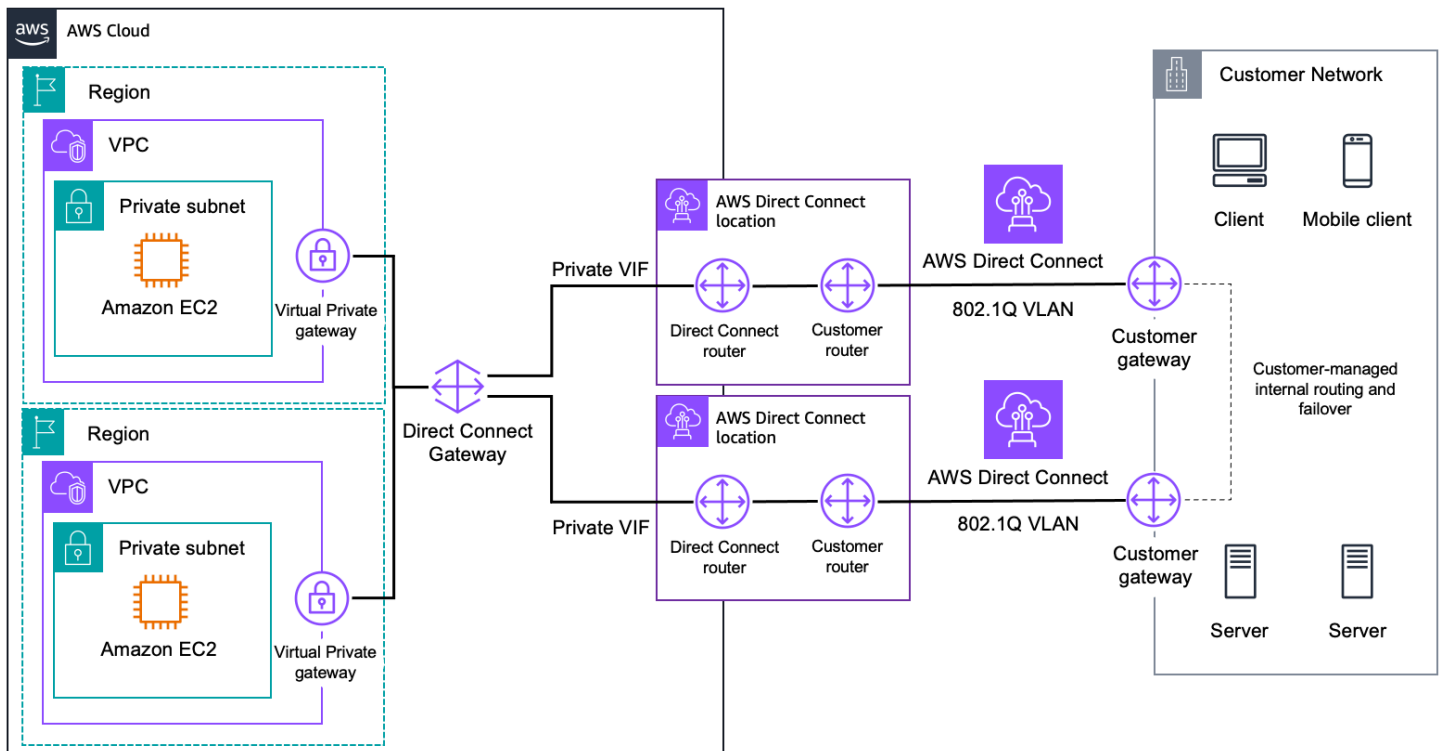 aws
AWS Cloud
Region
VPC
Private subnet
Amazon EC2
Virtual Private
gateway
Region
VPC
Private subnet
Amazon EC2
Virtual Private
gateway
Direct Connect
Gateway
Private VIF
Private VIF
AWS Direct Connect
location
Direct Connect
router
Customer
router
AWS Direct Connect
location
Direct Connect
router
Customer
router
AWS Direct Connect
802.1Q VLAN
AWS Direct Connect
802.1Q VLAN
Customer Network
Client
Mobile client
Customer
gateway
Customer-managed
internal routing and
failover
Customer
gateway
Server
Server